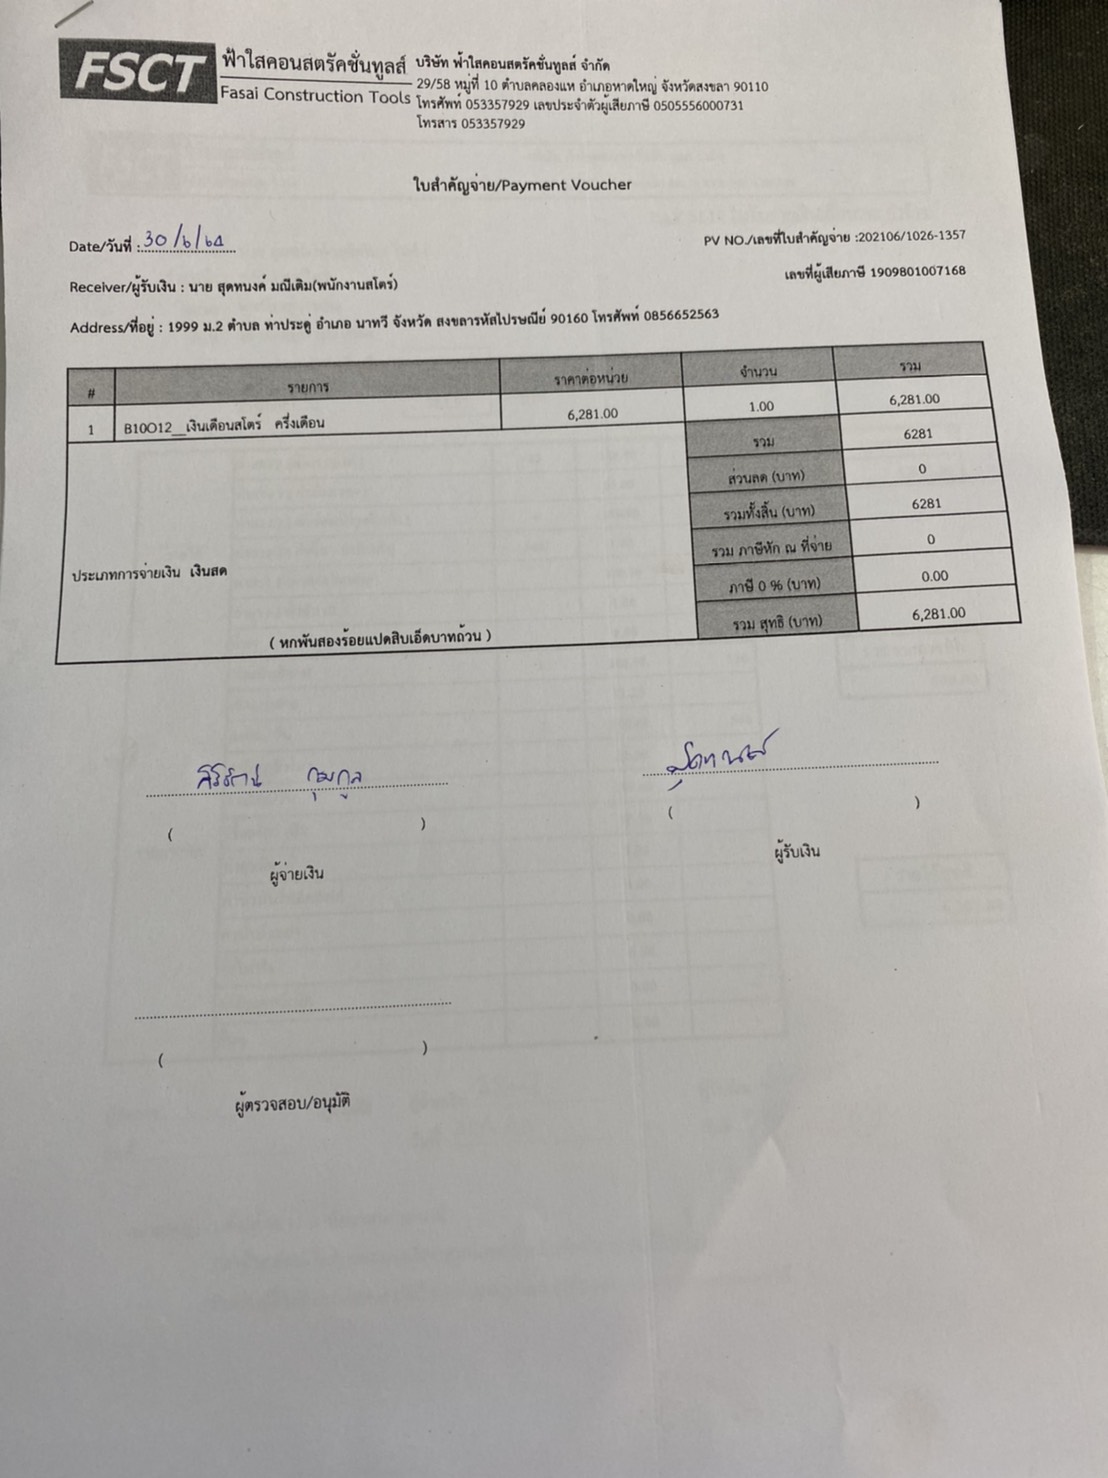 FSCT
ฟ้าใสคอนสตรัคชั่นทูลส์
Fasai Construction Tools
บริษัท ฟ้าใสคอนสตรัคชั่นทูลส์ จำกัด
29/58 หมู่ที่ 10 ตำบลคลองแห อำเภอหาดใหญ่ จังหวัดสงขลา 90110
โทรศัพท์ 053357929 เลขประจำตัวผู้เสียภาษี 0505556000731
โทรสาร 053357929
ใบสำคัญจ่าย/Payment Voucher
Date/วันที่ : 30/6/64
PV NO./เลขที่ใบสำคัญจ่าย :202106/1026-1357
เลขที่ผู้เสียภาษี 1909801007168
Receiver/ผู้รับเงิน : นาย สุดทนงค์ มณีเติม(พนักงานสโตร์)
Address/ที่อยู่ : 1999 ม.2 ตำบล ท่าประดู่ อำเภอ นาทวี จังหวัด สงขลารหัสไปรษณีย์ 90160 โทรศัพท์ 0856652563
# รายการ ราคาต่อหน่วย จำนวน รวม
1 B10O12__เงินเดือนสโตร์ ครึ่งเดือน 6,281.00 1.00 6,281.00
รวม 6281
ส่วนลด (บาท) 0
รวมทั้งสิ้น (บาท) 6281
รวม ภาษีหัก ณ ที่จ่าย 0
ประเภทการจ่ายเงิน เงินสด
ภาษี 0 % (บาท) 0.00
( หกพันสองร้อยแปดสิบเอ็ดบาทถ้วน )
รวม สุทธิ (บาท) 6,281.00
สุดทนงค์
( )
( )
ผู้จ่ายเงิน
ผู้รับเงิน
( )
ผู้ตรวจสอบ/อนุมัติ